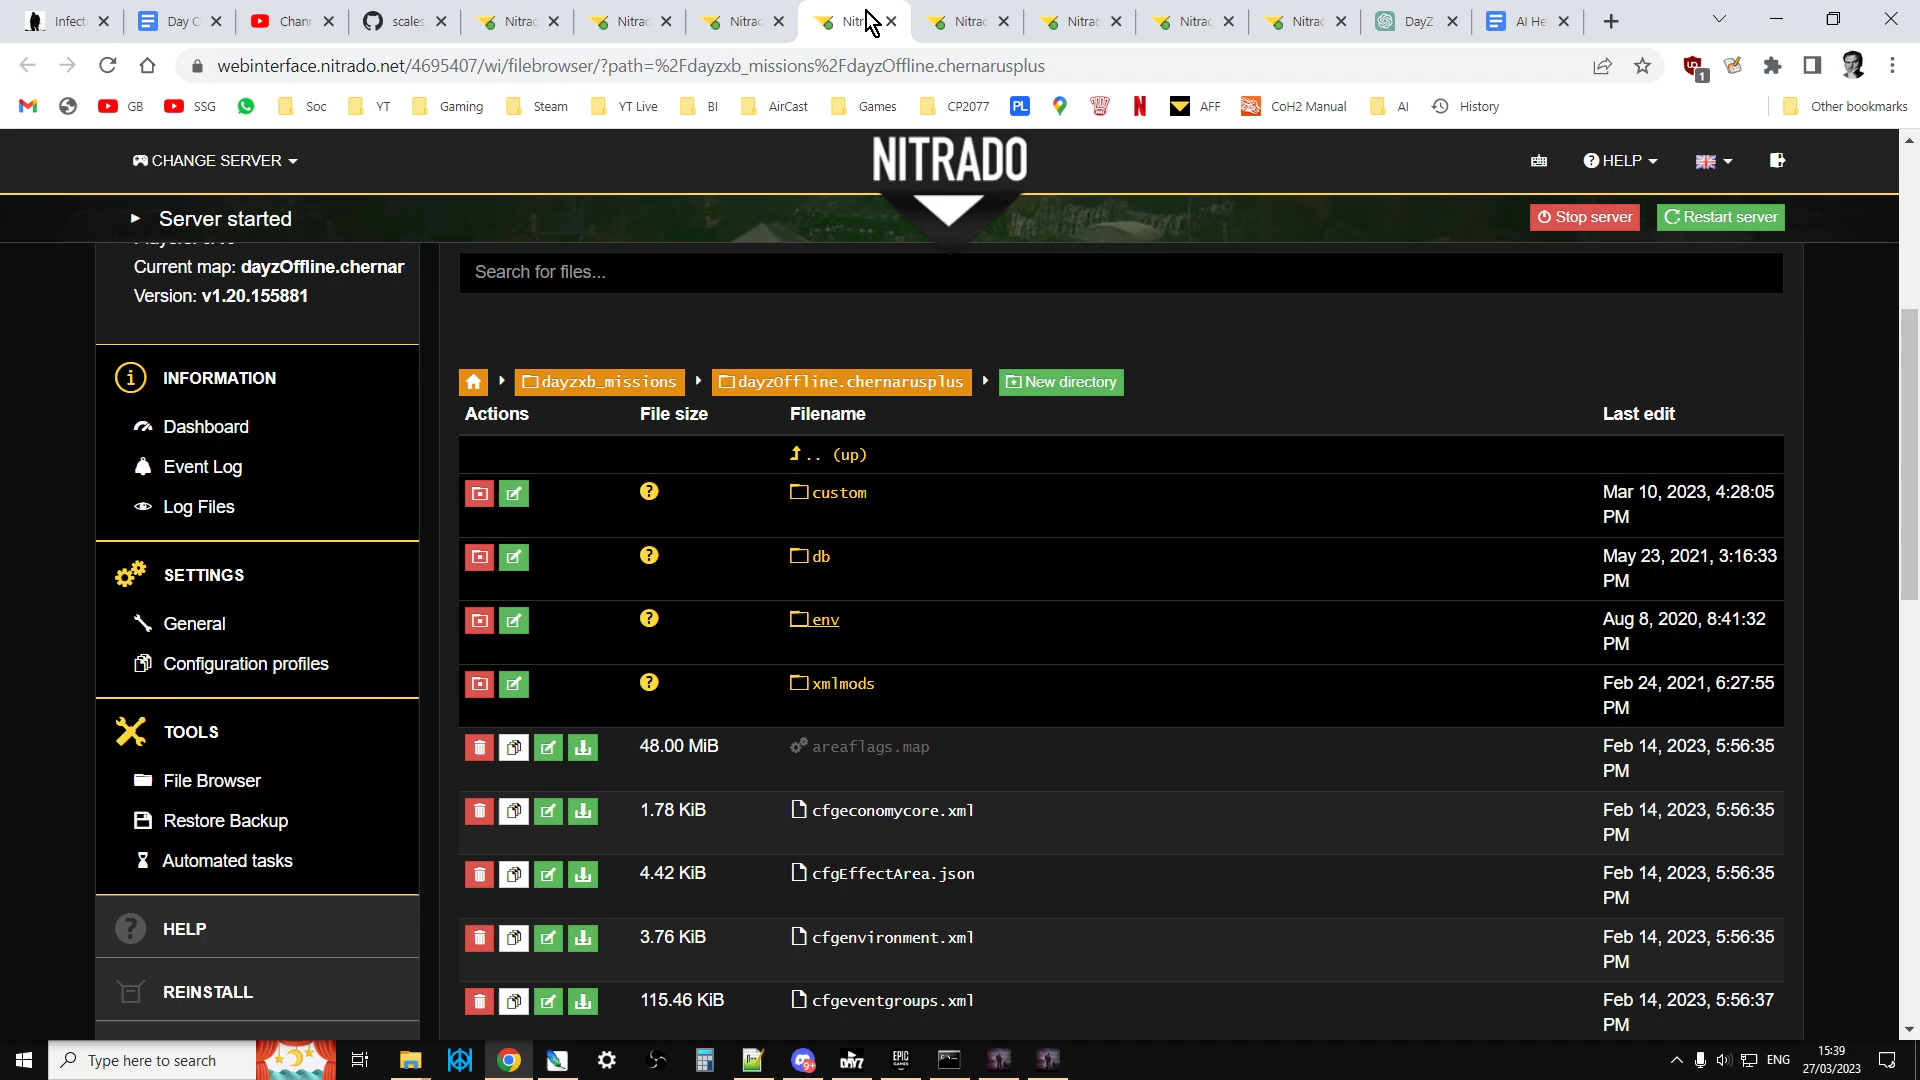 Infect
Day C
Chann
scales
Nitrac
Nitrac
Nitrac
Nitr
Nitrac
Nitrac
Nitrac
Nitrac
DayZ
AI He
webinterface.nitrado.net/4695407/wi/filebrowser/?path=%2Fdayzxb_missions%2FdayzOffline.chernarusplus
1
GB
SSG
Soc
YT
Gaming
Steam
YT Live
BI
AirCast
Games
CP2077
PL
N
AFF
CoH2 Manual
AI
History
Other bookmarks
CHANGE SERVER
NITRADO
HELP
Server started
Stop server
Restart server
Current map: dayzOffline.chernar
Version: v1.20.155881
Search for files...
INFORMATION
Dashboard
Event Log
Log Files
SETTINGS
General
Configuration profiles
TOOLS
File Browser
Restore Backup
Automated tasks
HELP
REINSTALL
dayzxb_missions
dayzOffline.chernarusplus
New directory
Actions
File size
Filename
Last edit
.. (up)
custom
Mar 10, 2023, 4:28:05 PM
db
May 23, 2021, 3:16:33 PM
env
Aug 8, 2020, 8:41:32 PM
xmlmods
Feb 24, 2021, 6:27:55 PM
48.00 MiB
areaflags.map
Feb 14, 2023, 5:56:35 PM
1.78 KiB
cfgeconomycore.xml
Feb 14, 2023, 5:56:35 PM
4.42 KiB
cfgEffectArea.json
Feb 14, 2023, 5:56:35 PM
3.76 KiB
cfgenvironment.xml
Feb 14, 2023, 5:56:35 PM
115.46 KiB
cfgeventgroups.xml
Feb 14, 2023, 5:56:37 PM
Type here to search
9+
DAYZ
EPIC GAMES
ENG
15:39
27/03/2023